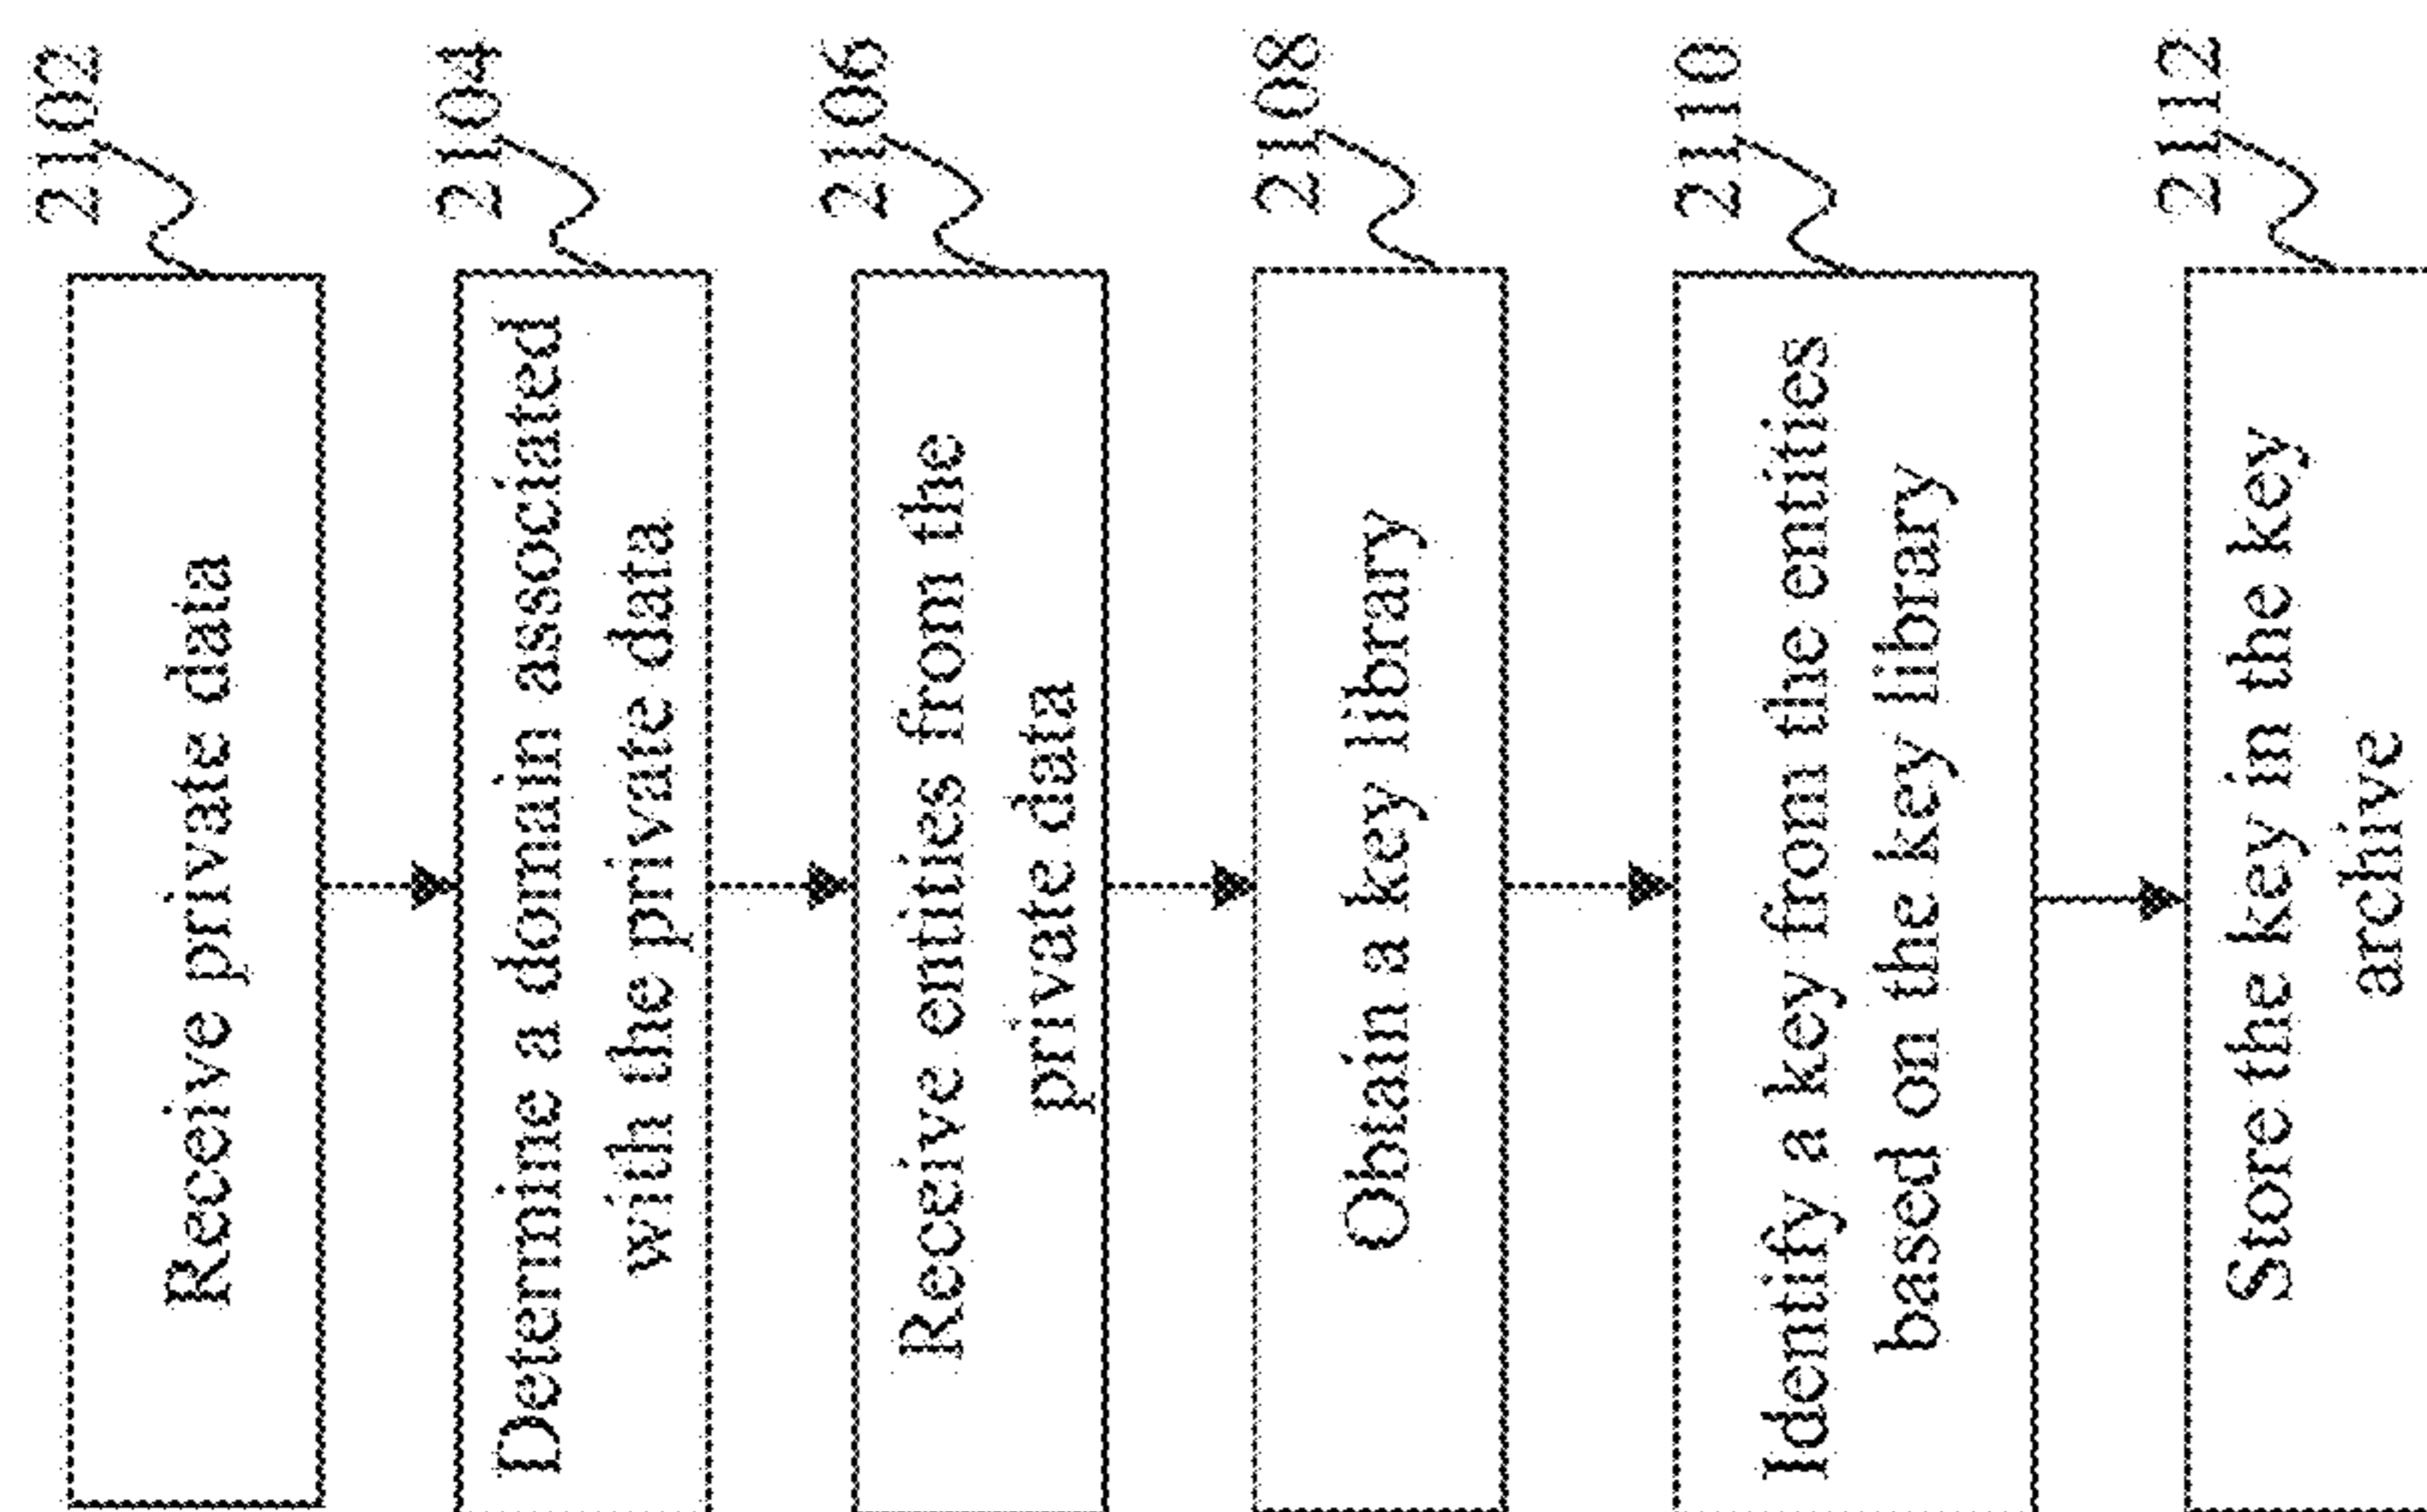 2102
Receive private data
2104
Determine a domain associated
with the private data
2106
Receive entities from the
private data
2108
Obtain a key library
2110
Identify a key from the entities
based on the key library
2112
Store the key in the key
archive